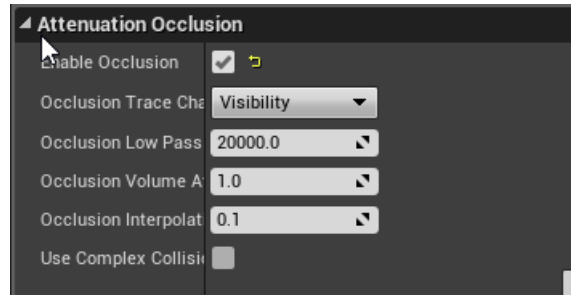 Attenuation Occlusion
Enable Occlusion
Occlusion Trace Cha Visibility
Occlusion Low Pass 20000.0
Occlusion Volume A 1.0
Occlusion Interpolat 0.1
Use Complex Collisi